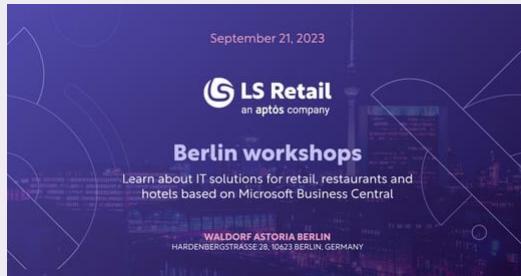 September 21, 2023
LS Retail
an aptos company
Berlin workshops
Learn about IT solutions for retail, restaurants and
hotels based on Microsoft Business Central
WALDORF ASTORIA BERLIN
HARDENBERGSTRASSE 28, 10623 BERLIN, GERMANY